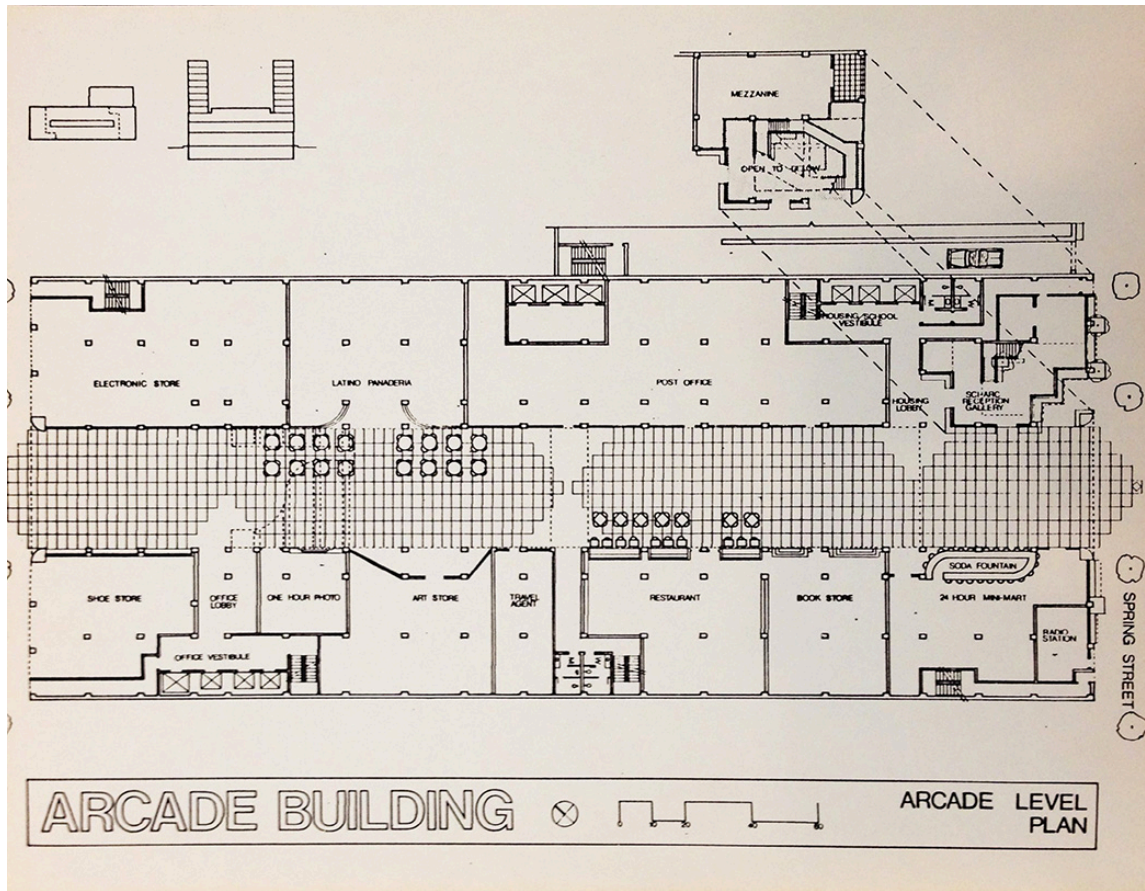 MEZZANINE
OPEN TO BELOW
HOUSING/SCHOOL
VESTIBULE
M
W
ELECTRONIC STORE
LATINO PANADERIA
POST OFFICE
HOUSING
LOBBY
SCI-ARC
RECEPTION
GALLERY
SHOE STORE
OFFICE
LOBBY
ONE HOUR PHOTO
ART STORE
TRAVEL
AGENT
RESTAURANT
BOOK STORE
SODA FOUNTAIN
24 HOUR MINI-MART
RADIO
STATION
OFFICE VESTIBULE
SPRING STREET
ARCADE BUILDING
0 10 20 40 60
ARCADE LEVEL
PLAN